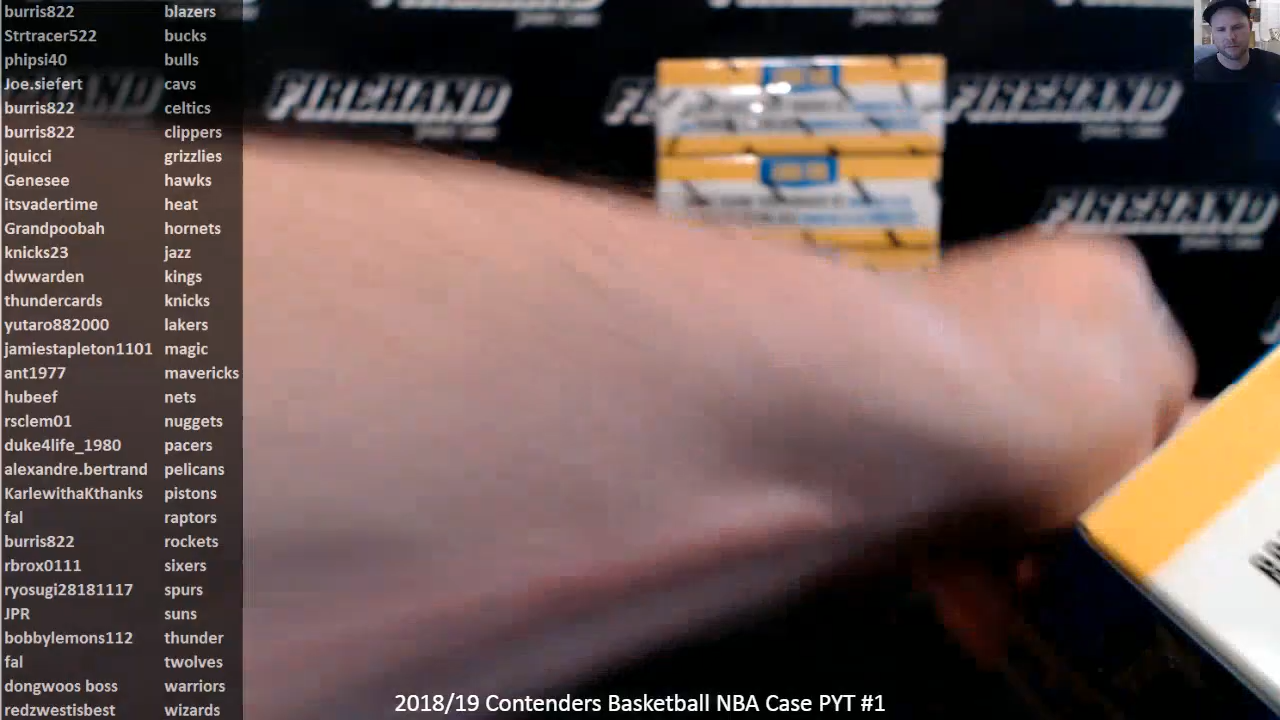 burris822 blazers
Strtracer522 bucks
phipsi40 bulls
Joe.siefert cavs
burris822 celtics
burris822 clippers
jquicci grizzlies
Genesee hawks
itsvadertime heat
Grandpoobah hornets
knicks23 jazz
dwwarden kings
thundercards knicks
yutaro882000 lakers
jamiestapleton1101 magic
ant1977 mavericks
hubeef nets
rsclem01 nuggets
duke4life_1980 pacers
alexandre.bertrand pelicans
KarlewithaKthanks pistons
fal raptors
burris822 rockets
rbrox0111 sixers
ryosugi28181117 spurs
JPR suns
bobbylemons112 thunder
fal twolves
dongwoos boss warriors
redzwestisbest wizards
FIREHAND
FIREHAND
FIREHAND
2018/19 Contenders Basketball NBA Case PYT #1